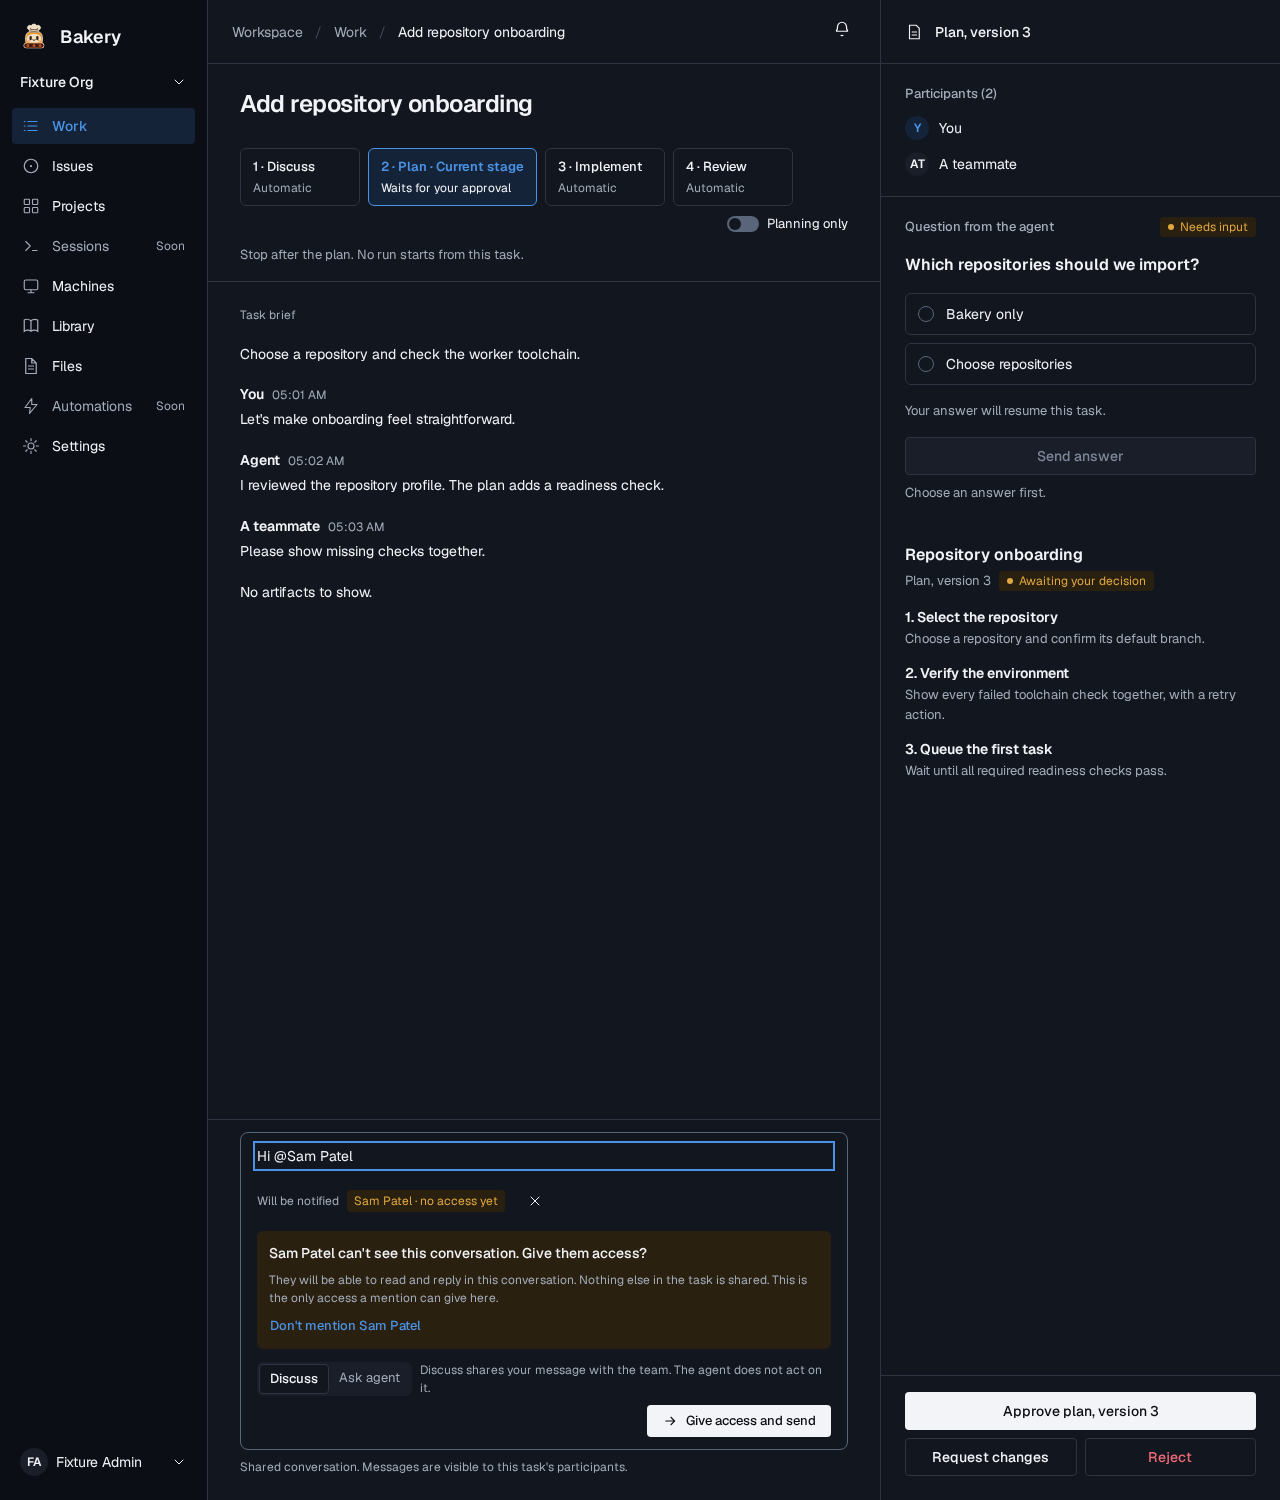 Bakery
Fixture Org
Work
Issues
Projects
Sessions Soon
Machines
Library
Files
Automations Soon
Settings
FA Fixture Admin
Workspace / Work / Add repository onboarding
Add repository onboarding
1 · Discuss
Automatic
2 · Plan · Current stage
Waits for your approval
3 · Implement
Automatic
4 · Review
Automatic
Planning only
Stop after the plan. No run starts from this task.
Task brief
Choose a repository and check the worker toolchain.
You 05:01 AM
Let's make onboarding feel straightforward.
Agent 05:02 AM
I reviewed the repository profile. The plan adds a readiness check.
A teammate 05:03 AM
Please show missing checks together.
No artifacts to show.
Hi @Sam Patel
Will be notified Sam Patel · no access yet
Sam Patel can't see this conversation. Give them access?
They will be able to read and reply in this conversation. Nothing else in the task is shared. This is
the only access a mention can give here.
Don't mention Sam Patel
Discuss Ask agent
Discuss shares your message with the team. The agent does not act on
it.
Give access and send
Shared conversation. Messages are visible to this task's participants.
Plan, version 3
Participants (2)
Y You
AT A teammate
Question from the agent Needs input
Which repositories should we import?
Bakery only
Choose repositories
Your answer will resume this task.
Send answer
Choose an answer first.
Repository onboarding
Plan, version 3 Awaiting your decision
1. Select the repository
Choose a repository and confirm its default branch.
2. Verify the environment
Show every failed toolchain check together, with a retry
action.
3. Queue the first task
Wait until all required readiness checks pass.
Approve plan, version 3
Request changes Reject